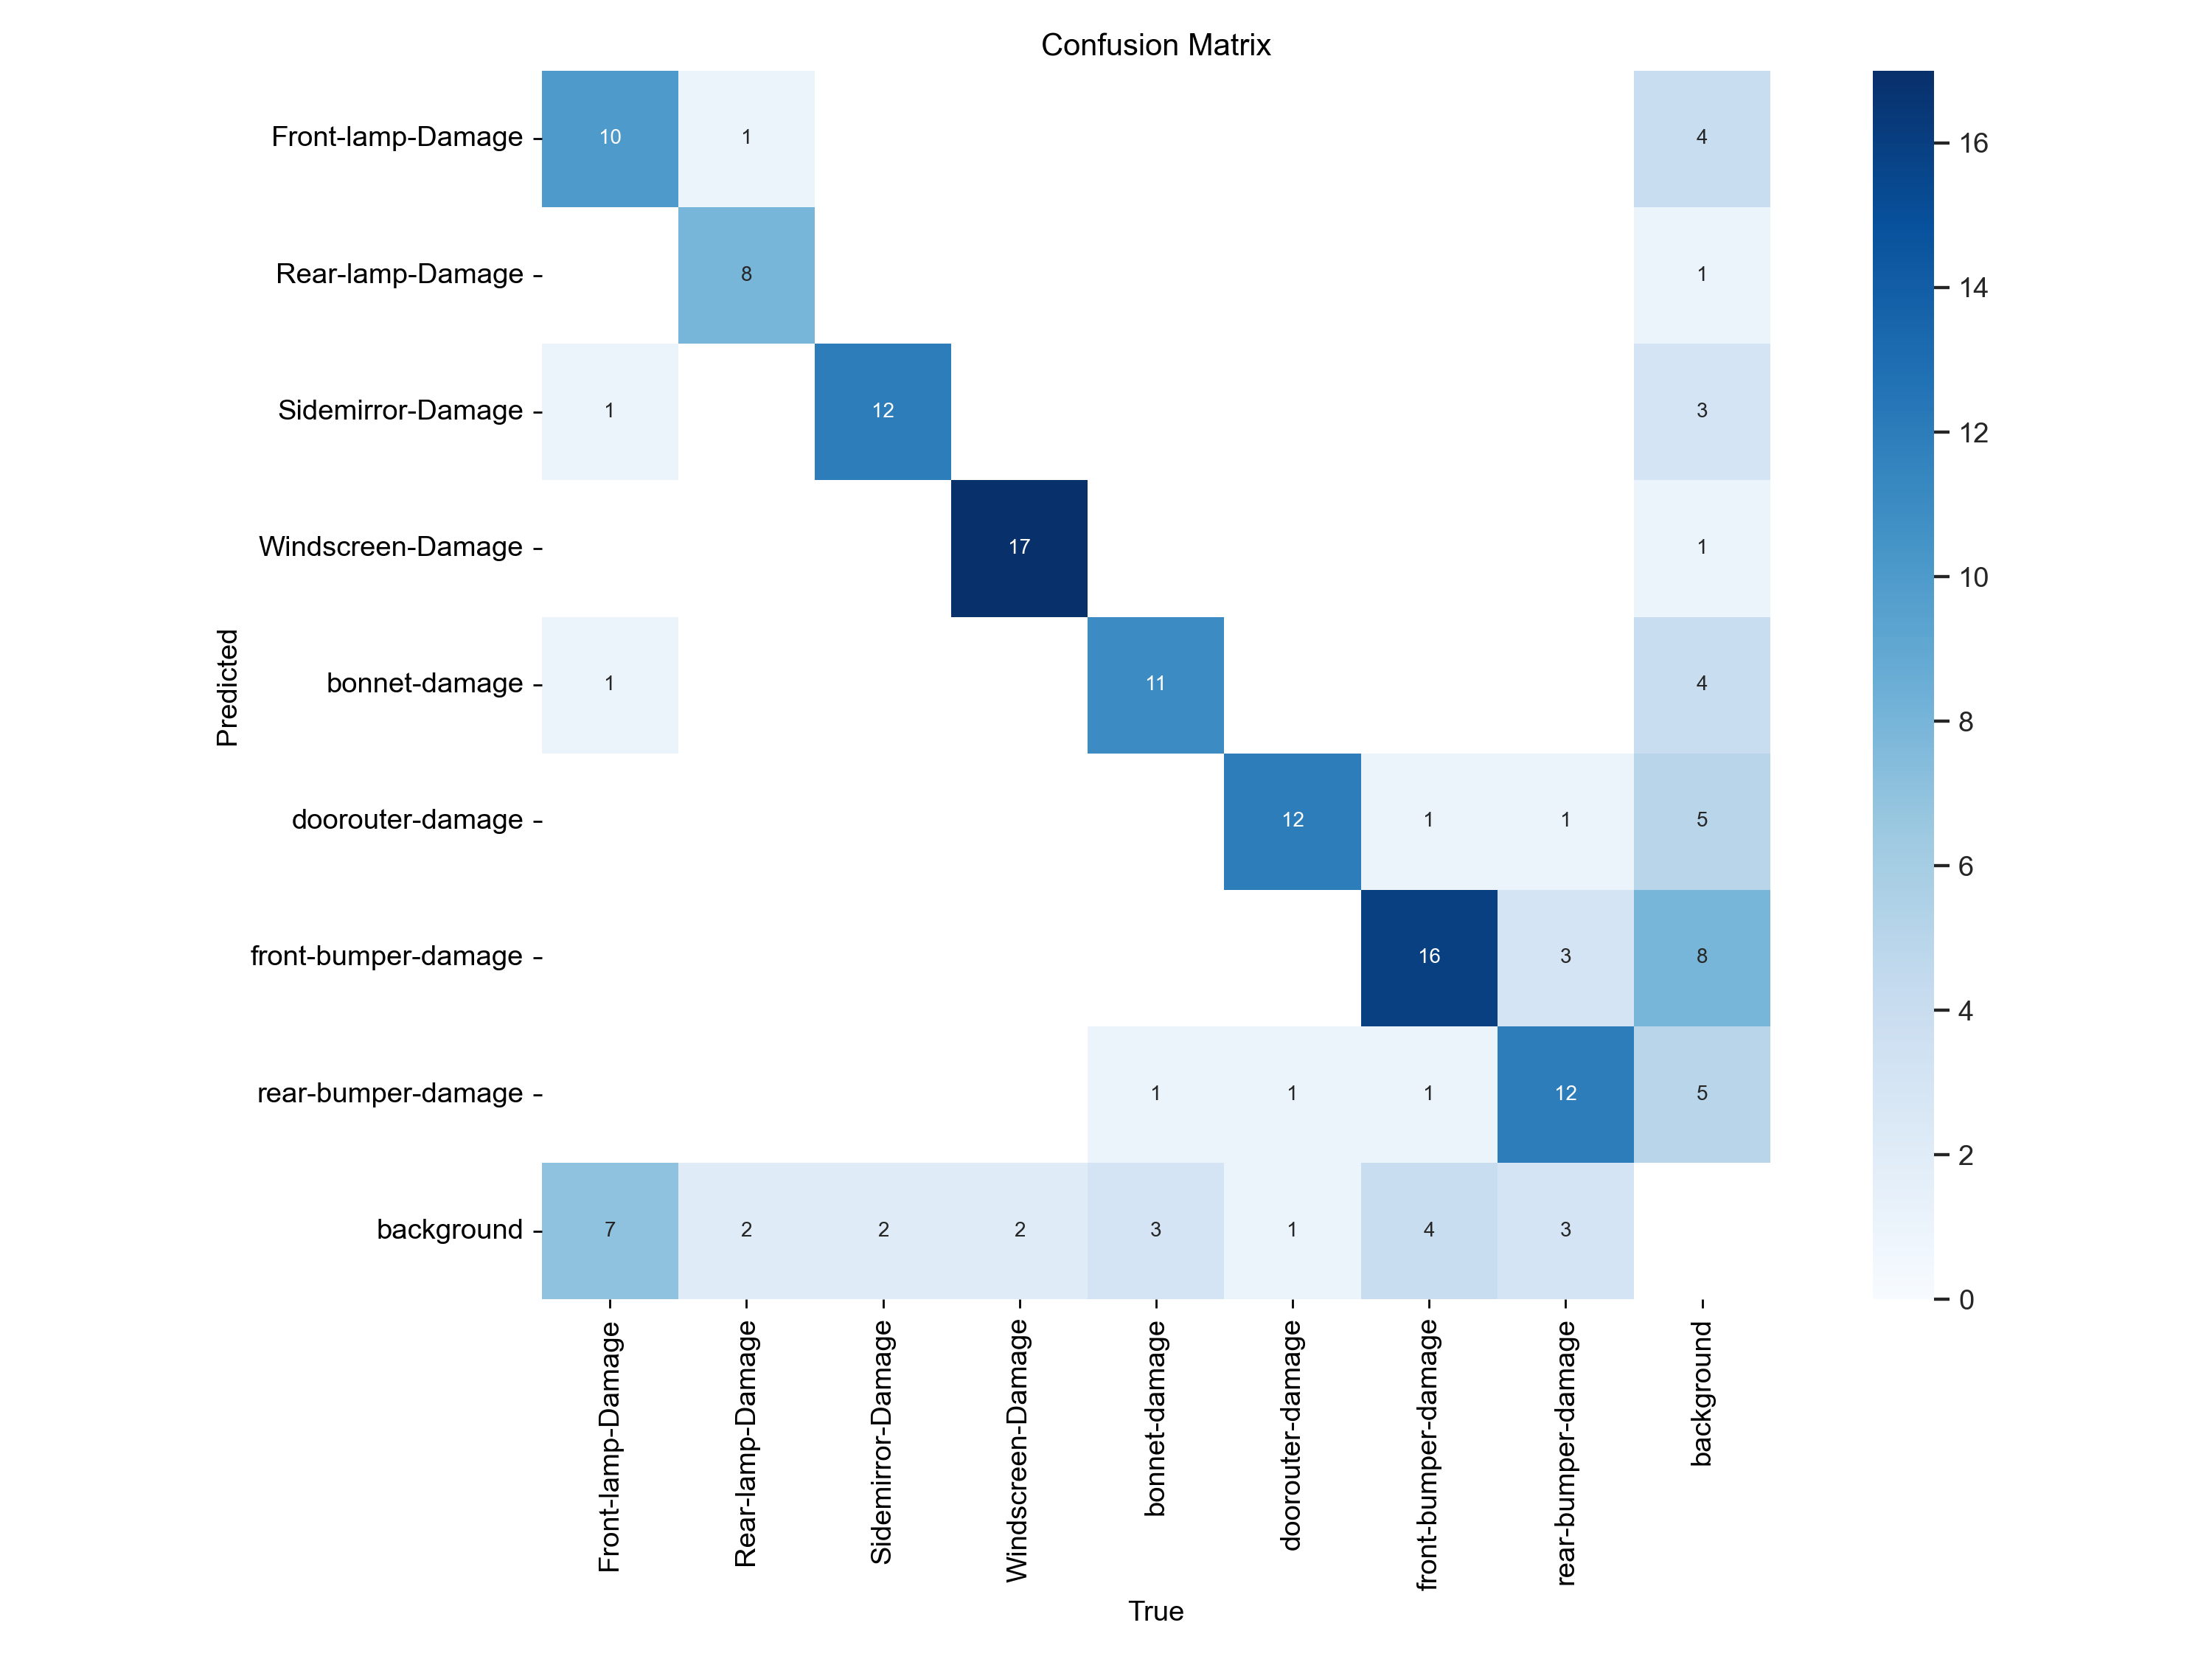 Confusion Matrix
Front-lamp-Damage 10 1 4
Rear-lamp-Damage 8 1
Sidemirror-Damage 1 12 3
Windscreen-Damage 17 1
bonnet-damage 1 11 4
doorouter-damage 12 1 1 5
front-bumper-damage 16 3 8
rear-bumper-damage 1 1 1 12 5
background 7 2 2 2 3 1 4 3
Predicted
Front-lamp-Damage
Rear-lamp-Damage
Sidemirror-Damage
Windscreen-Damage
bonnet-damage
doorouter-damage
front-bumper-damage
rear-bumper-damage
background
True
16
14
12
10
8
6
4
2
0